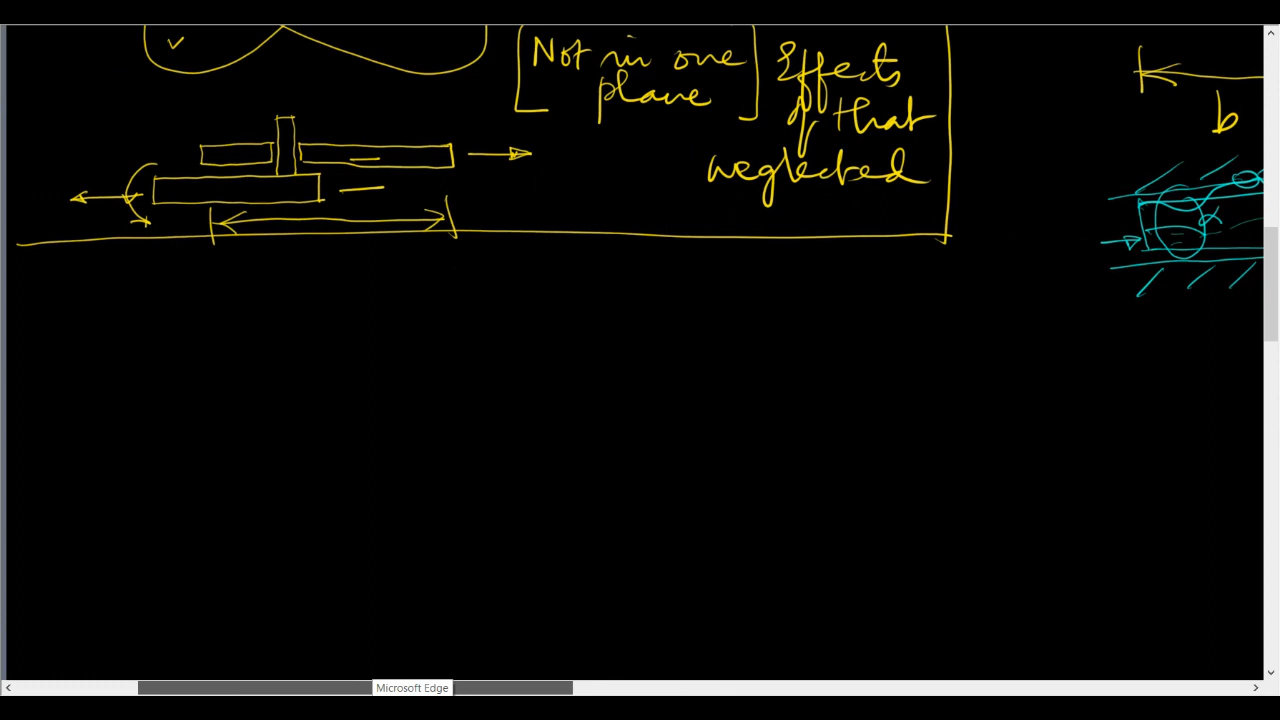 [Not in one
plane]
Effects
of that
neglected
b
α
Microsoft Edge